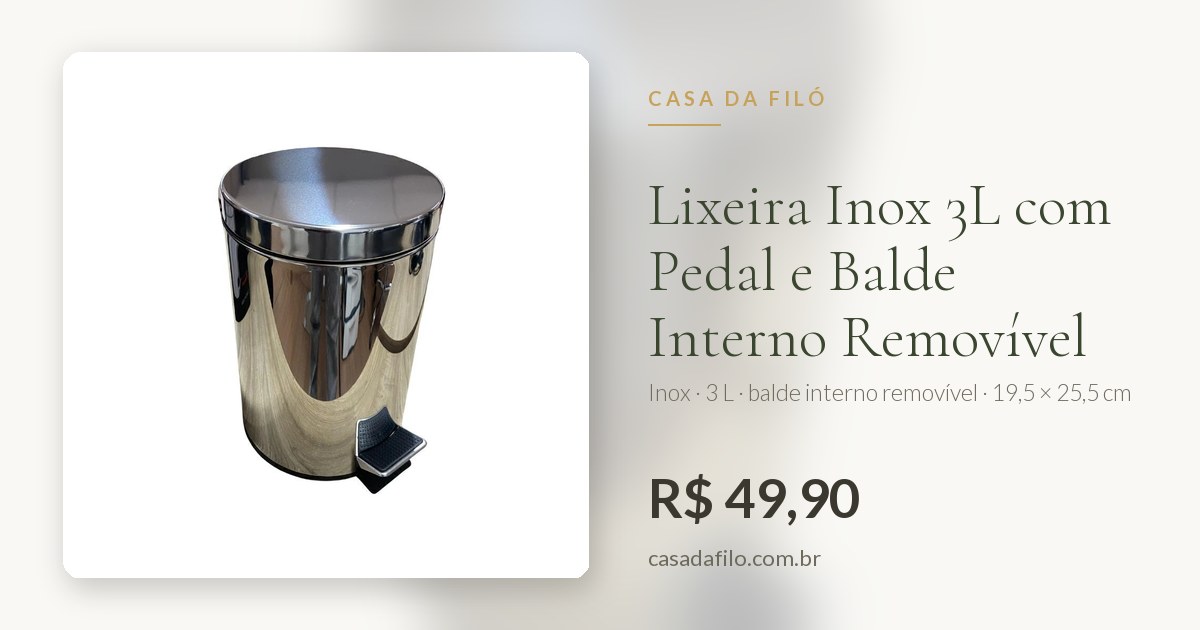 CASA DA FILÓ
Lixeira Inox 3L com
Pedal e Balde
Interno Removível
Inox · 3 L · balde interno removível · 19,5 × 25,5 cm
R$ 49,90
casadafilo.com.br